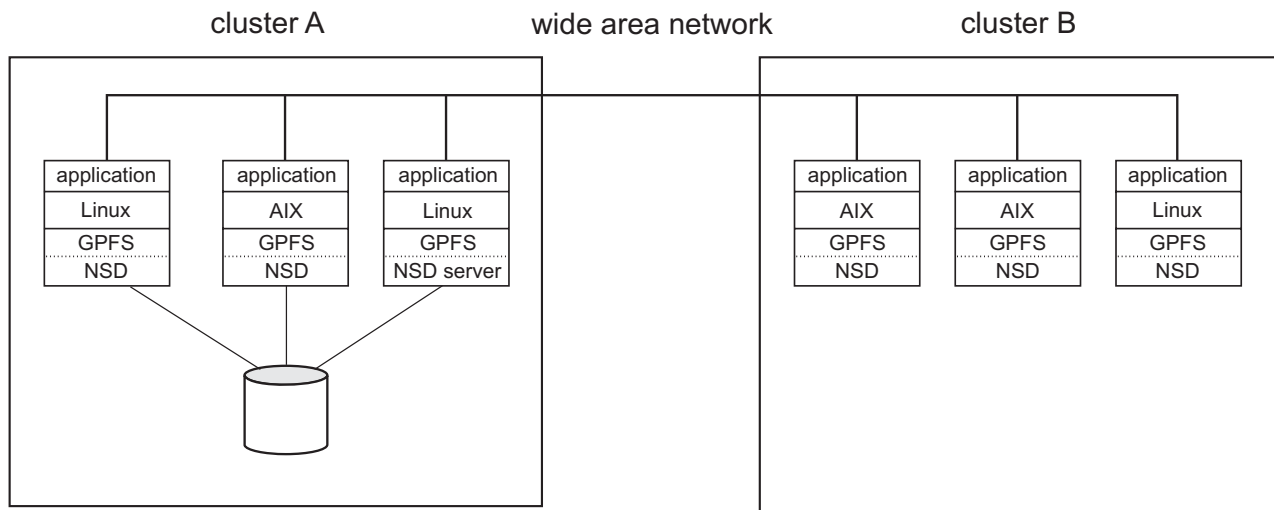 cluster A
wide area network
cluster B
application
Linux
GPFS
NSD
application
AIX
GPFS
NSD
application
Linux
GPFS
NSD server
application
AIX
GPFS
NSD
application
AIX
GPFS
NSD
application
Linux
GPFS
NSD